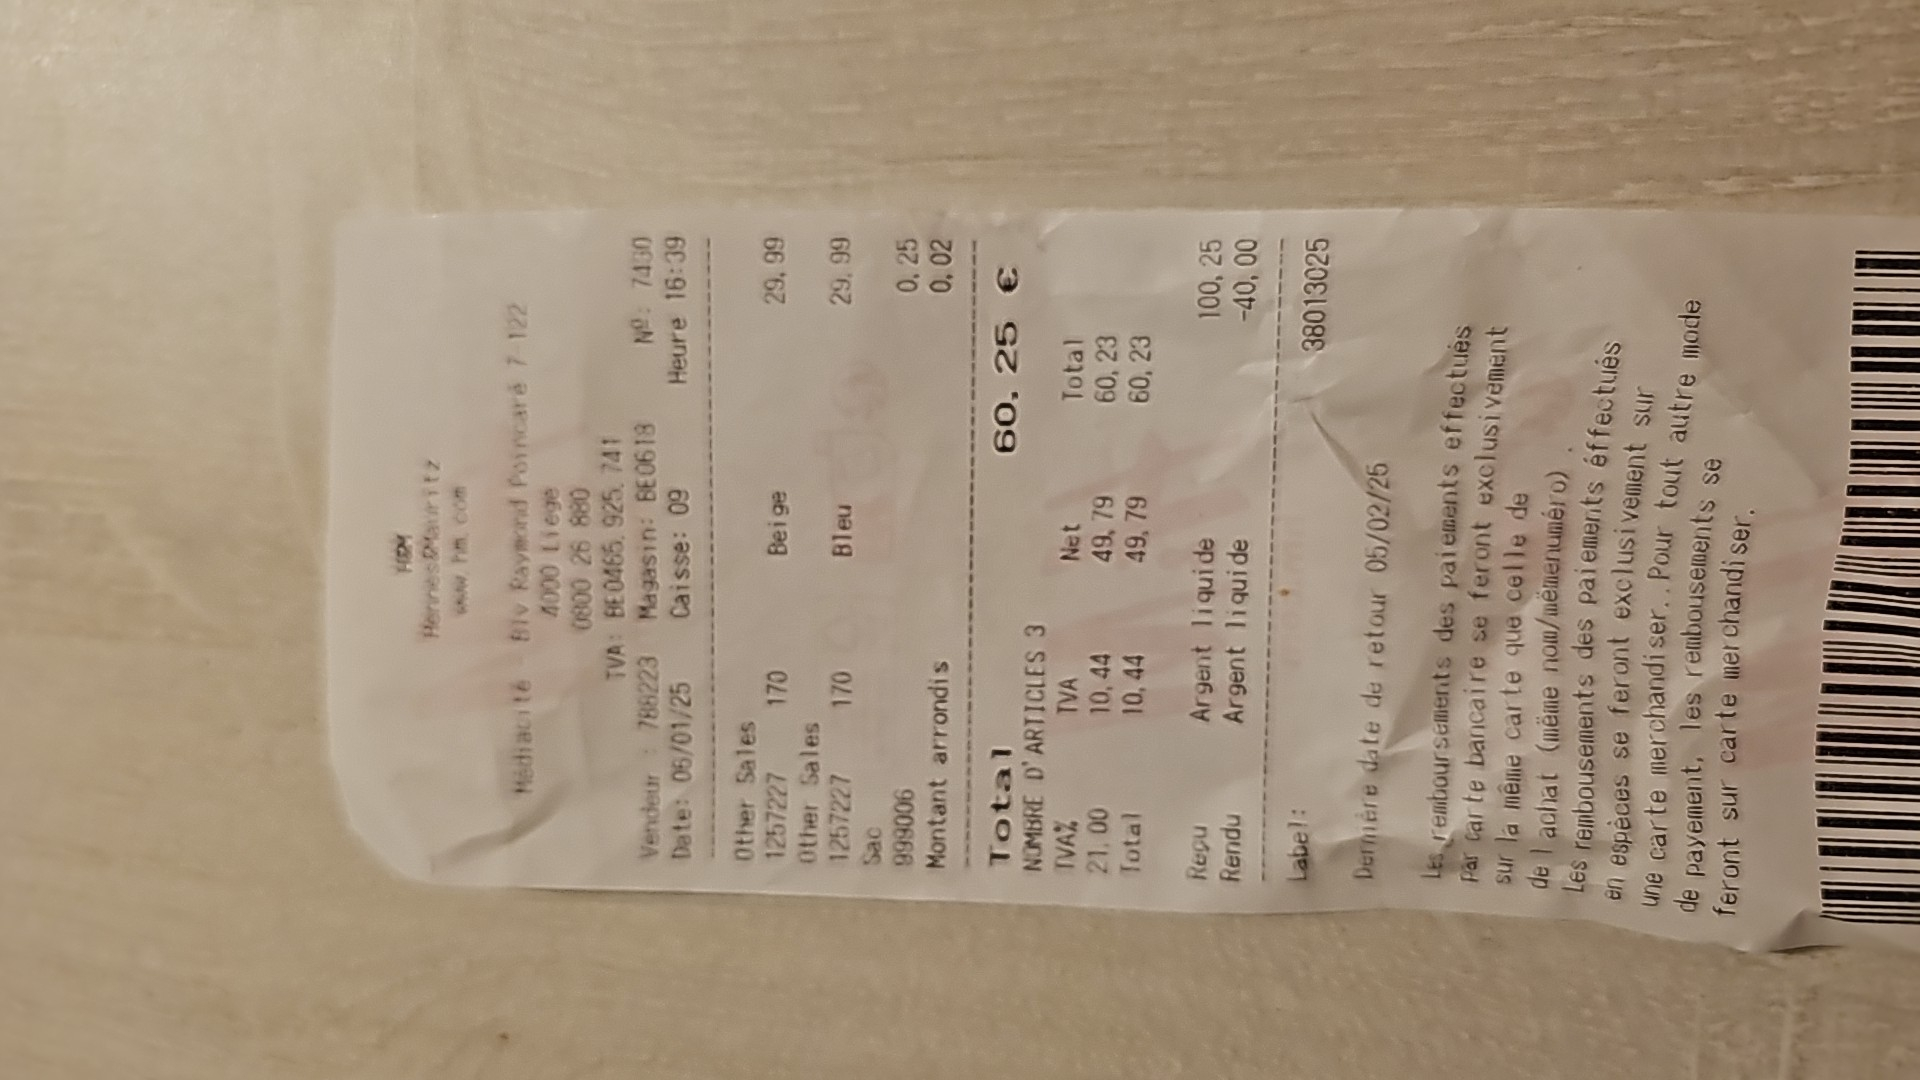 H&M
Hennes&Mauritz
www.hm.com
Médiacité - Blv Raymond Poincaré 7 122
4000 Liege
0800 26 880
TVA: BE0465.925.741
Vendeur : 788223 Magasin: BE0618 Nº: 7430
Date: 06/01/25 Caisse: 09 Heure 16:39
Other Sales
1257227 170 Beige 29,99
Other Sales
1257227 170 Bleu 29,99
Sac
999006 0,25
Montant arrondis 0,02
Total 60,25 €
NOMBRE D'ARTICLES 3
TVA% TVA Net Total
21,00 10,44 49,79 60,23
Total 10,44 49,79 60,23
Reçu Argent liquide 100,25
Rendu Argent liquide -40,00
Label: 38013025
Dernière date de retour 05/02/25
Les remboursements des paiements effectués
Par carte bancaire se feront exclusivement
sur la même carte que celle de
de l achat (même nom/mêmenuméro) .
Les rembousements des paiements éffectués
en espèces se feront exclusivement sur
une carte merchandiser..Pour tout autre mode
de payement, les rembousements se
feront sur carte merchandiser.